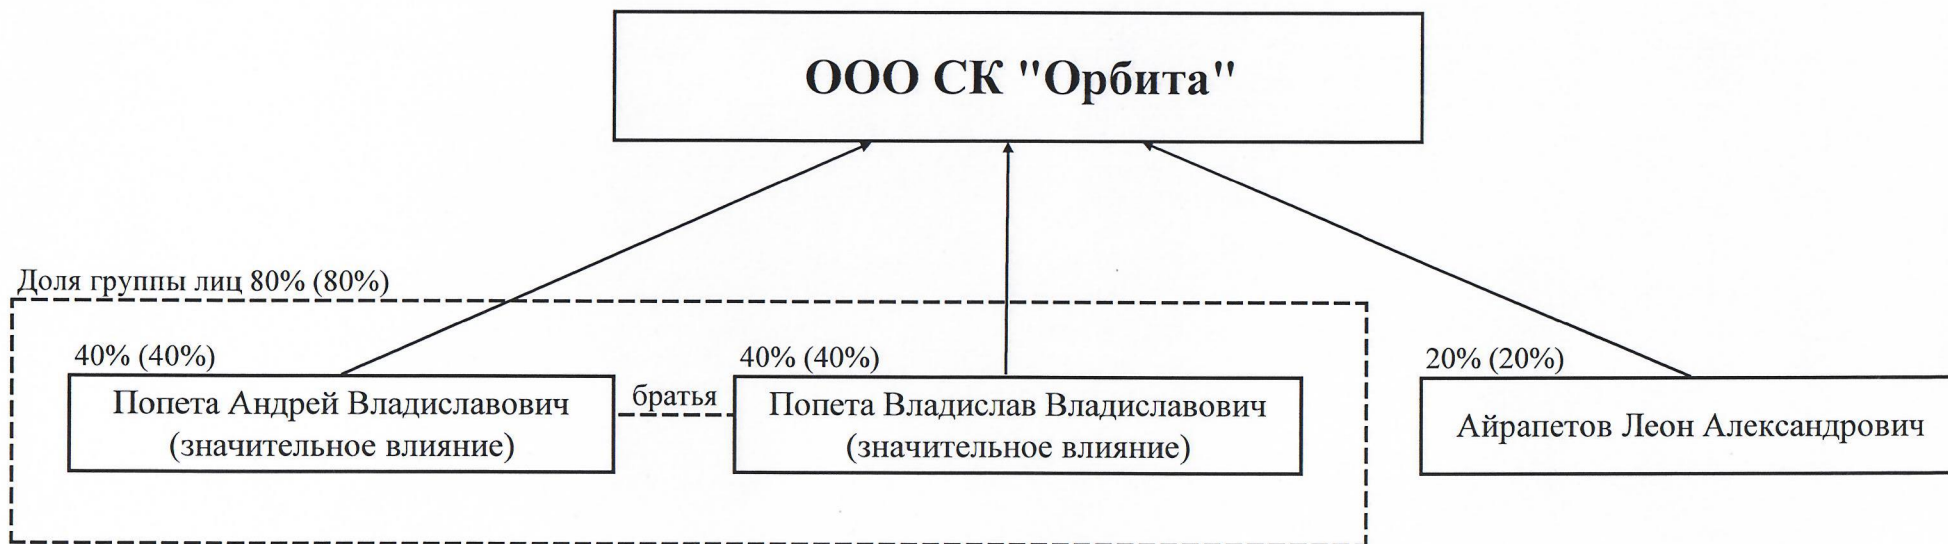 ООО СК "Орбита"
Доля группы лиц 80% (80%)
40% (40%)
40% (40%)
20% (20%)
Попета Андрей Владиславович
(значительное влияние)
братья
Попета Владислав Владиславович
(значительное влияние)
Айрапетов Леон Александрович